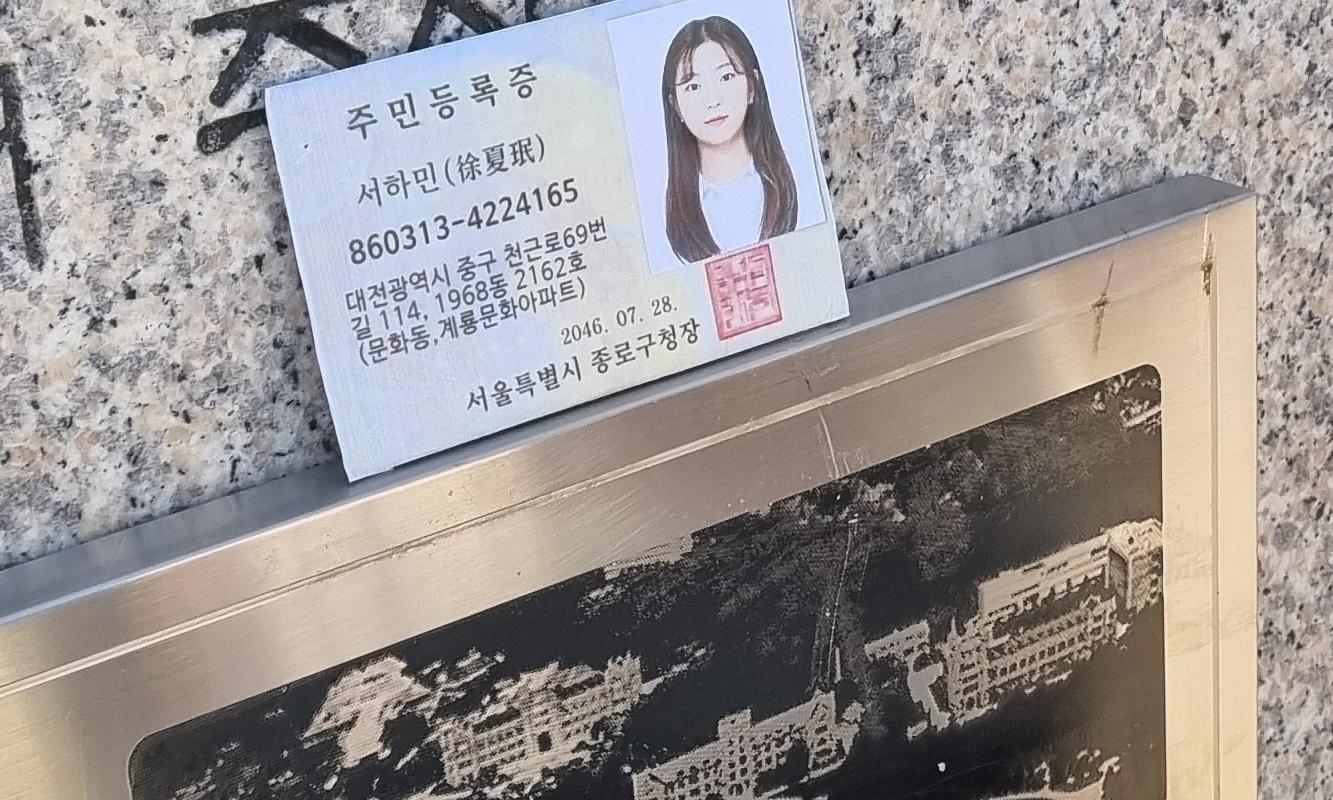 주민등록증
서하민(徐夏珉)
860313-4224165
대전광역시 중구 천근로69번
길 114, 1968동 2162호
(문화동,계룡문화아파트)
2046. 07. 28.
서울특별시 종로구청장